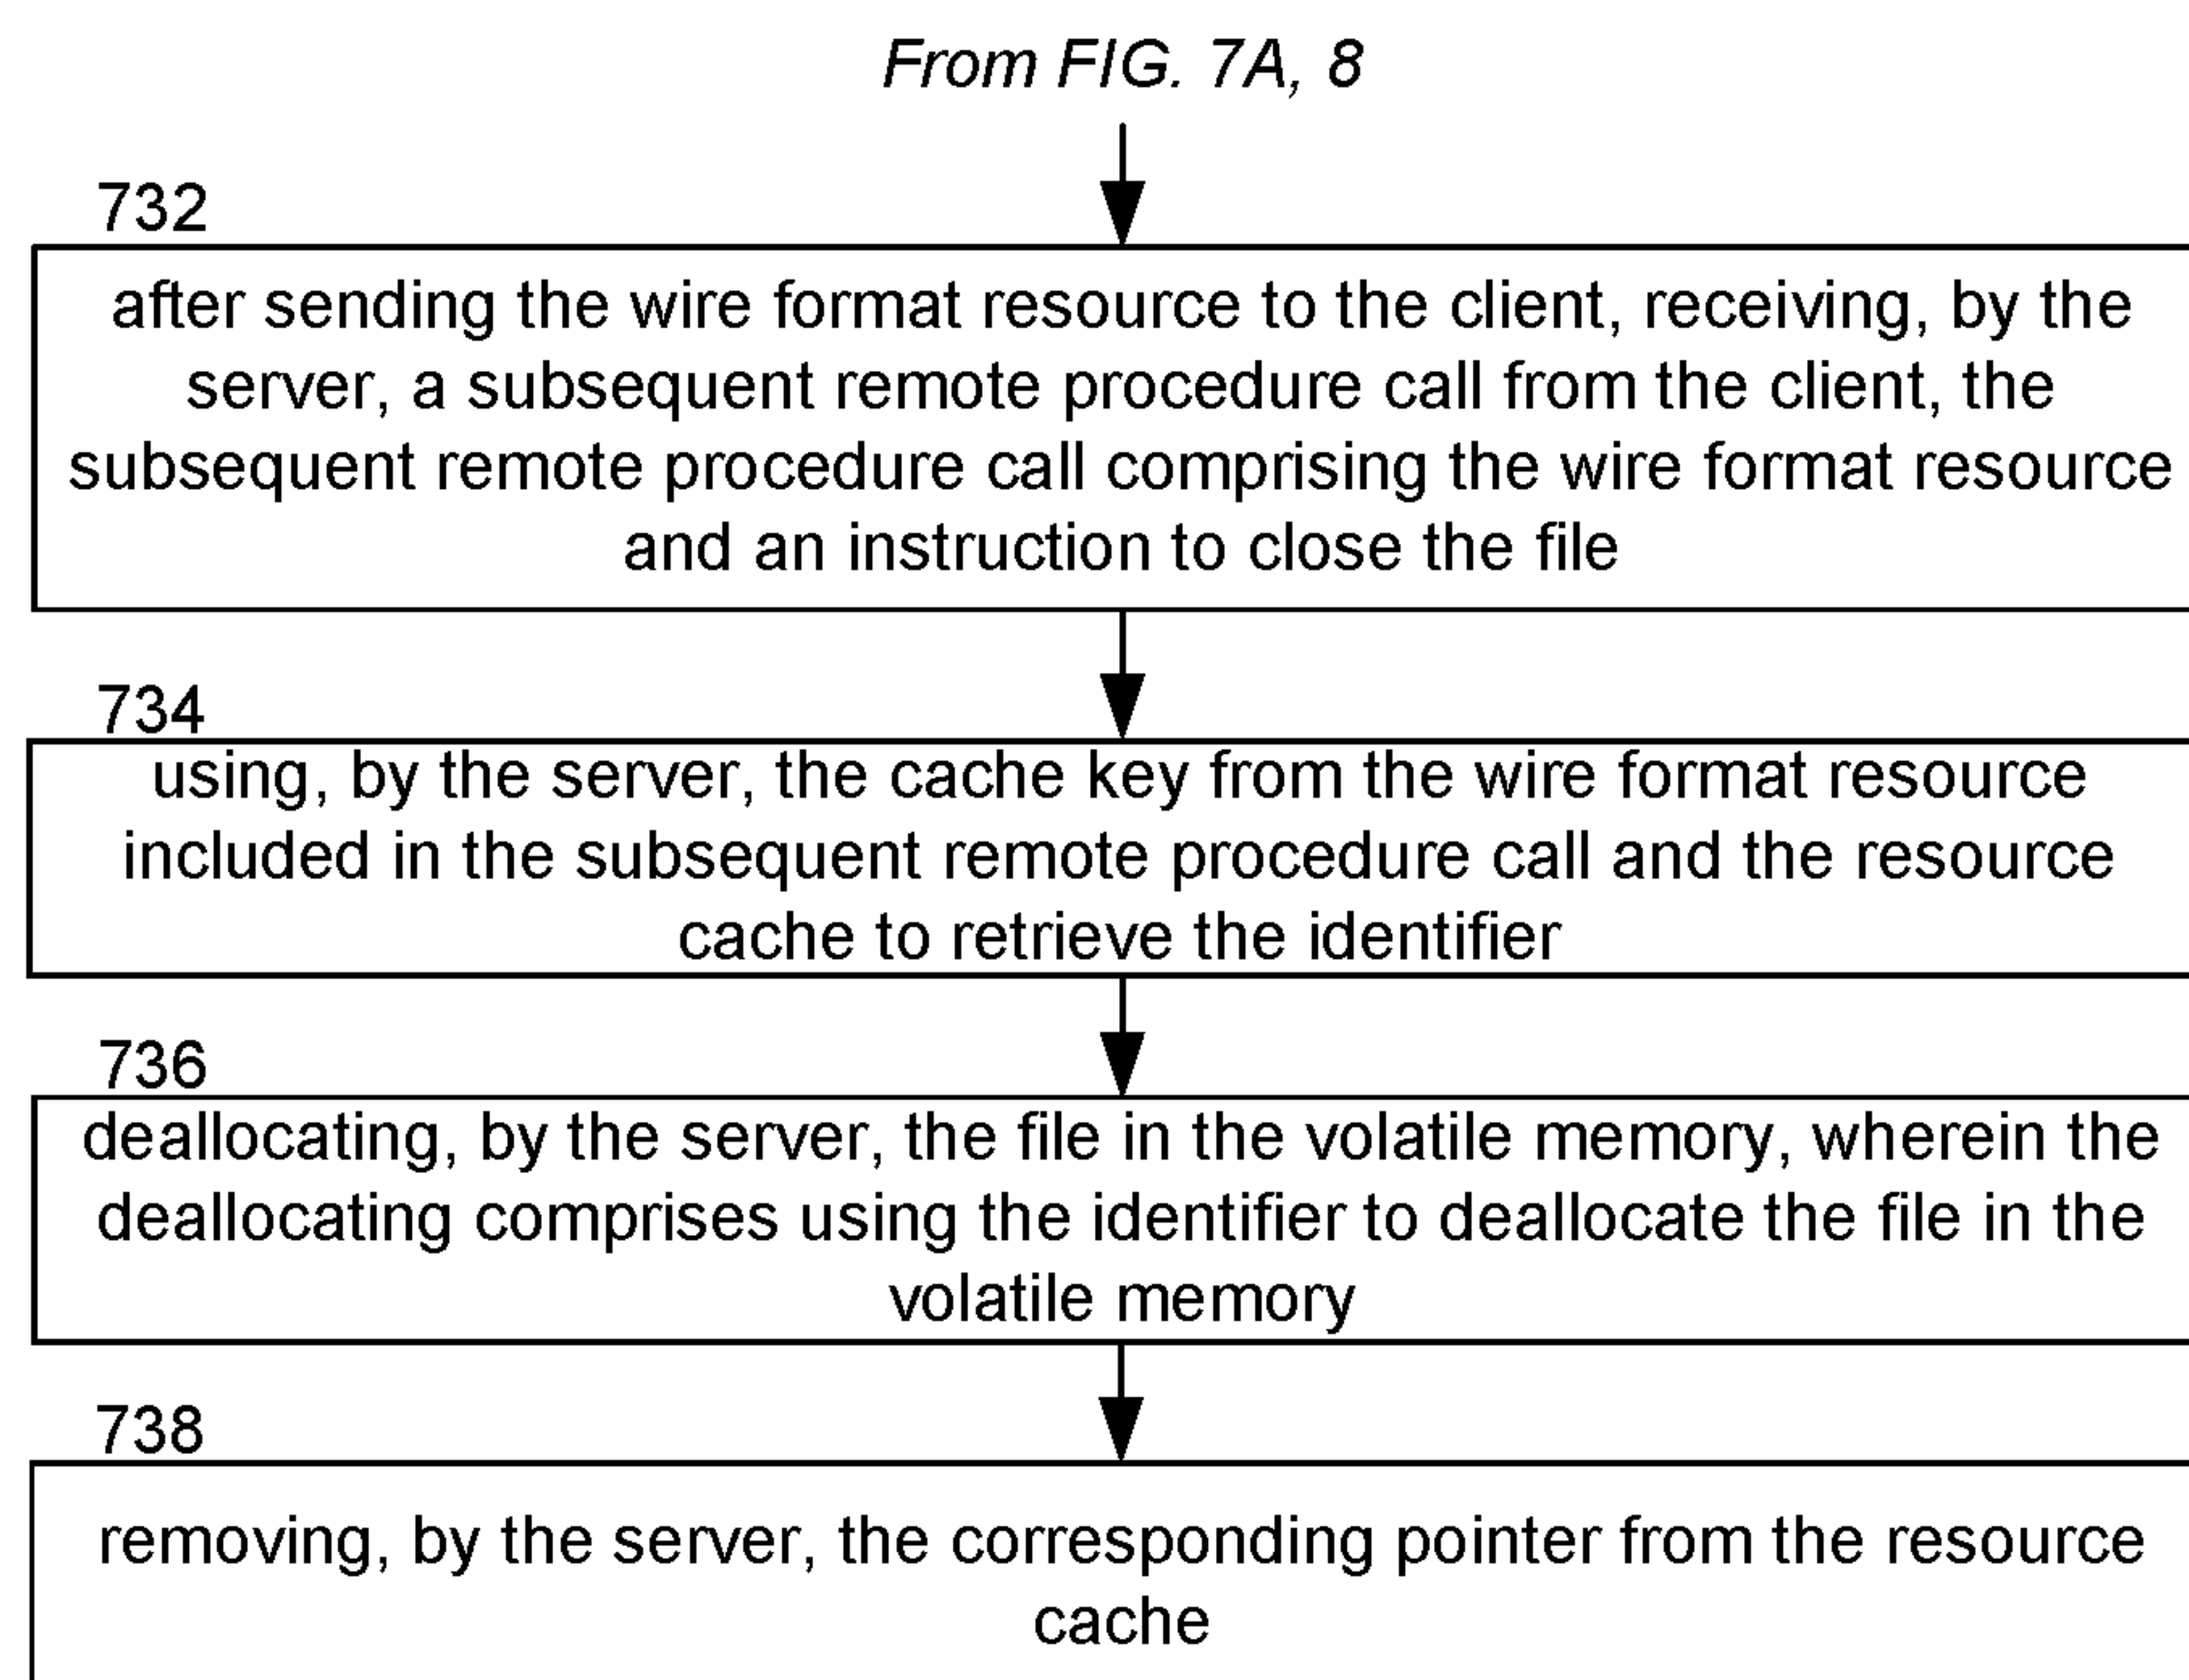 From FIG. 7A, 8
732
after sending the wire format resource to the client, receiving, by the
server, a subsequent remote procedure call from the client, the
subsequent remote procedure call comprising the wire format resource
and an instruction to close the file
734
using, by the server, the cache key from the wire format resource
included in the subsequent remote procedure call and the resource
cache to retrieve the identifier
736
deallocating, by the server, the file in the volatile memory, wherein the
deallocating comprises using the identifier to deallocate the file in the
volatile memory
738
removing, by the server, the corresponding pointer from the resource
cache